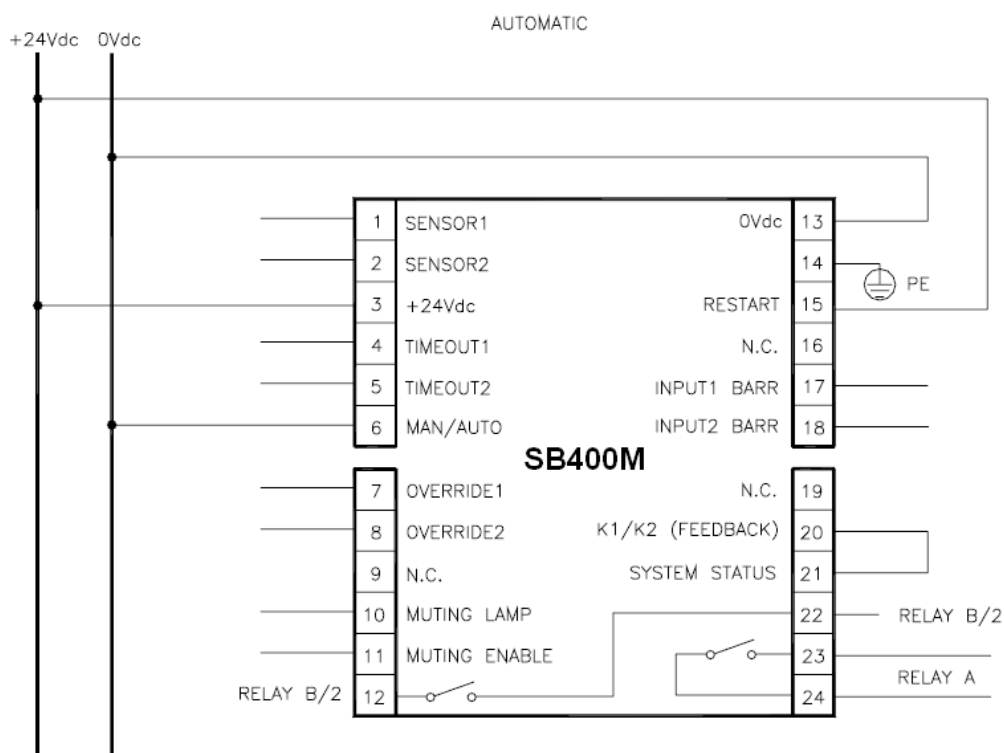 AUTOMATIC
+24Vdc 0Vdc
1 SENSOR1 0Vdc 13
2 SENSOR2 14 PE
3 +24Vdc RESTART 15
4 TIMEOUT1 N.C. 16
5 TIMEOUT2 INPUT1 BARR 17
6 MAN/AUTO INPUT2 BARR 18
SB400M
7 OVERRIDE1 N.C. 19
8 OVERRIDE2 K1/K2 (FEEDBACK) 20
9 N.C. SYSTEM STATUS 21
10 MUTING LAMP 22 RELAY B/2
11 MUTING ENABLE 23
RELAY A
RELAY B/2 12 24